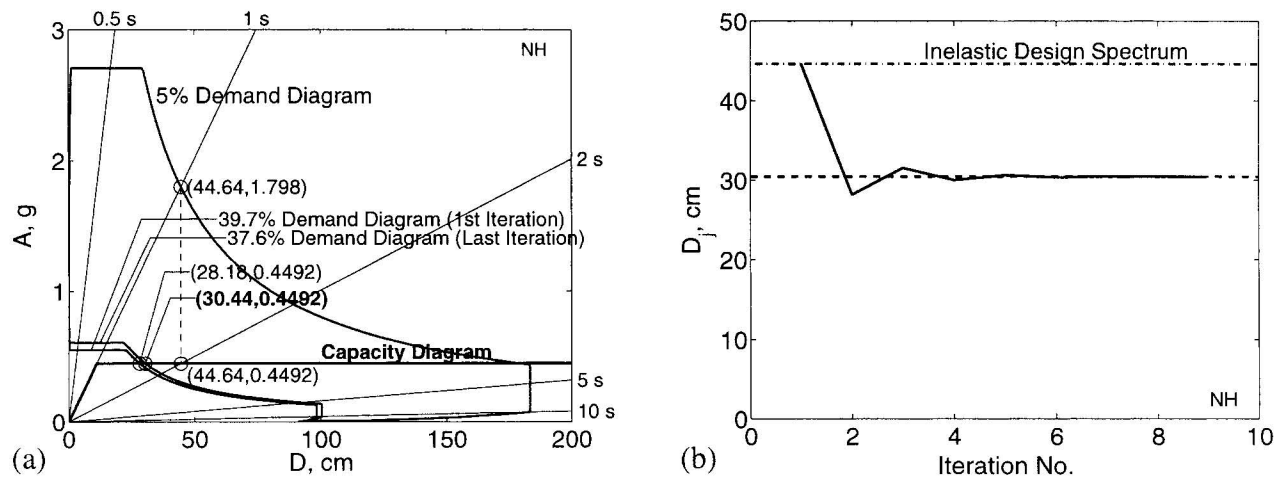 0.5 s
1 s
3
NH
5% Demand Diagram
2
2 s
(44.64,1.798)
A, g
39.7% Demand Diagram (1st Iteration)
37.6% Demand Diagram (Last Iteration)
(28.18,0.4492)
1
(30.44,0.4492)
Capacity Diagram
(44.64,0.4492)
5 s
10 s
0
0
50
100
150
200
(a)
D, cm
50
Inelastic Design Spectrum
40
30
D_j, cm
20
10
NH
0
0
2
4
6
8
10
(b)
Iteration No.